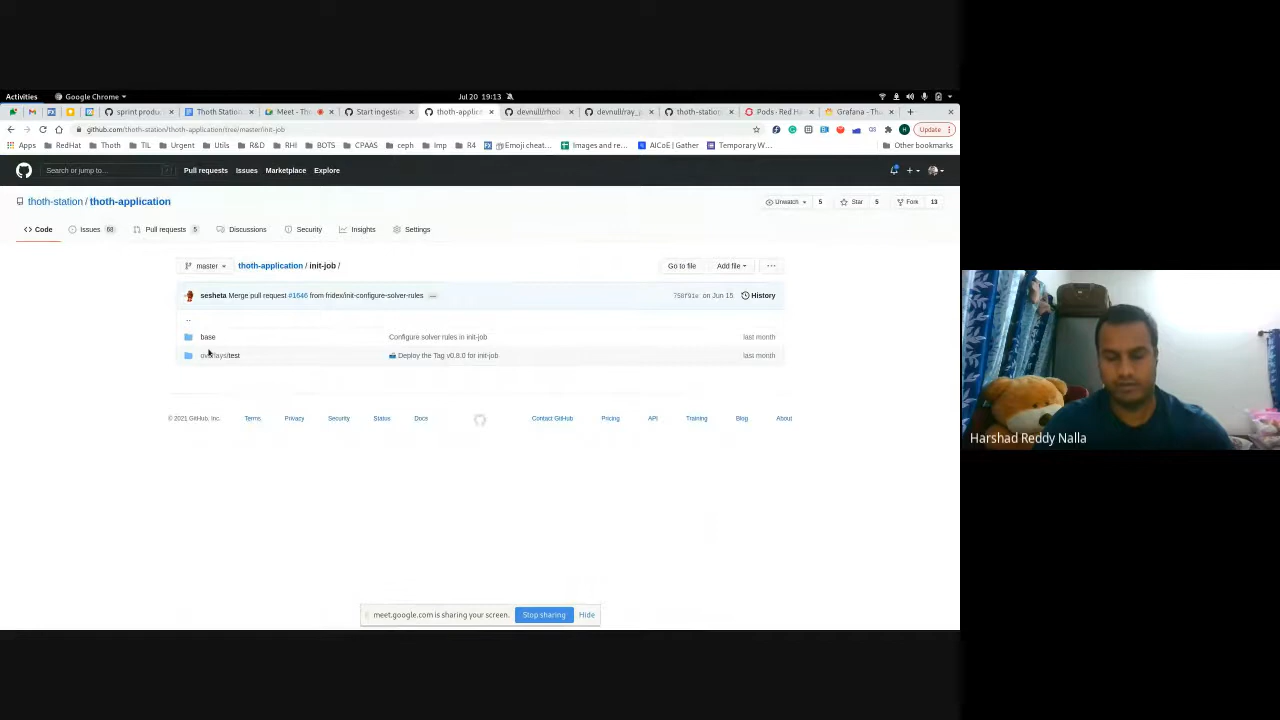 Activities
Google Chrome
Jul 20 19:13
sprint produ
Thoth Station
Meet - Th
Start ingestion
thoth-applic
devnull/rhod
devnull/ray_
thoth-station
Pods · Red H
Grafana - Th
github.com/thoth-station/thoth-application/tree/master/init-job
Update
Apps
RedHat
Thoth
TIL
Urgent
Utils
R&D
RHI
BOTS
CPAAS
ceph
Imp
R4
Emoji cheat...
Images and re...
AICoE | Gather
Temporary W...
Other bookmarks
Search or jump to...
/
Pull requests
Issues
Marketplace
Explore
thoth-station / thoth-application
Unwatch 5
Star 5
Fork 13
Code
Issues 68
Pull requests 5
Discussions
Security
Insights
Settings
master
thoth-application / init-job /
Go to file
Add file
...
sesheta Merge pull request #1646 from fridex/init-configure-solver-rules ...
on Jun 15
History
..
base
Configure solver rules in init-job
last month
overlays/test
Deploy the Tag v0.8.0 for init-job
last month
© 2021 GitHub, Inc.
Terms
Privacy
Security
Status
Docs
Contact GitHub
Pricing
API
Training
Blog
About
meet.google.com is sharing your screen.
Stop sharing
Hide
Harshad Reddy Nalla